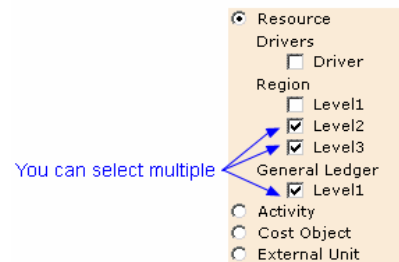 Resource
Drivers
Driver
Region
Level1
Level2
Level3
You can select multiple
General Ledger
Level1
Activity
Cost Object
External Unit